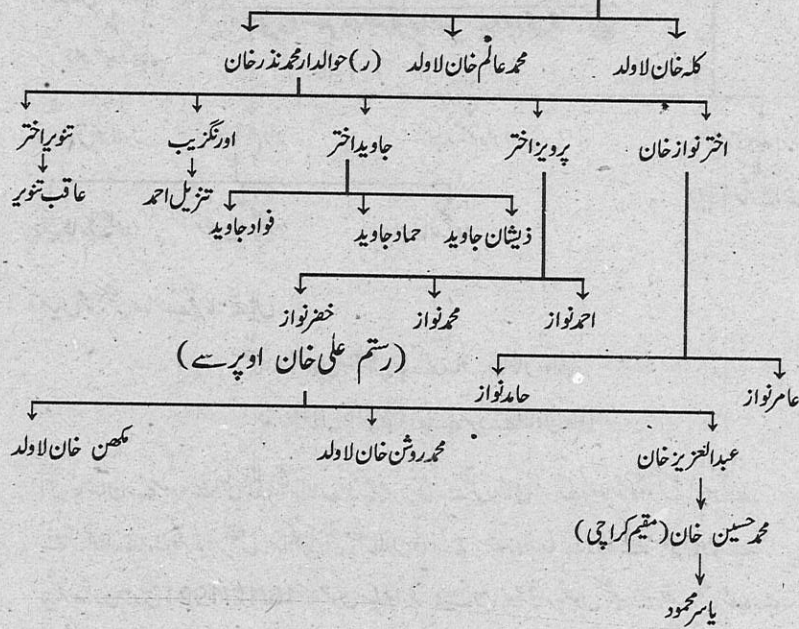 کلہ خان لاولد محمد عالم خان لاولد (ر) حوالدار محمد نذر خان
اختر نواز خان پرویز اختر جاوید اختر اورنگزیب تنویر اختر
تنزیل احمد عاقب تنویر
ذیشان جاوید حماد جاوید فواد جاوید
احمد نواز محمد نواز خضر نواز
(رستم علی خان اوپر سے)
عامر نواز حامد نواز
عبدالعزیز خان محمد روشن خان لاولد مکھن خان لاولد
محمد حسین خان (مقیم کراچی)
یاسر محمود